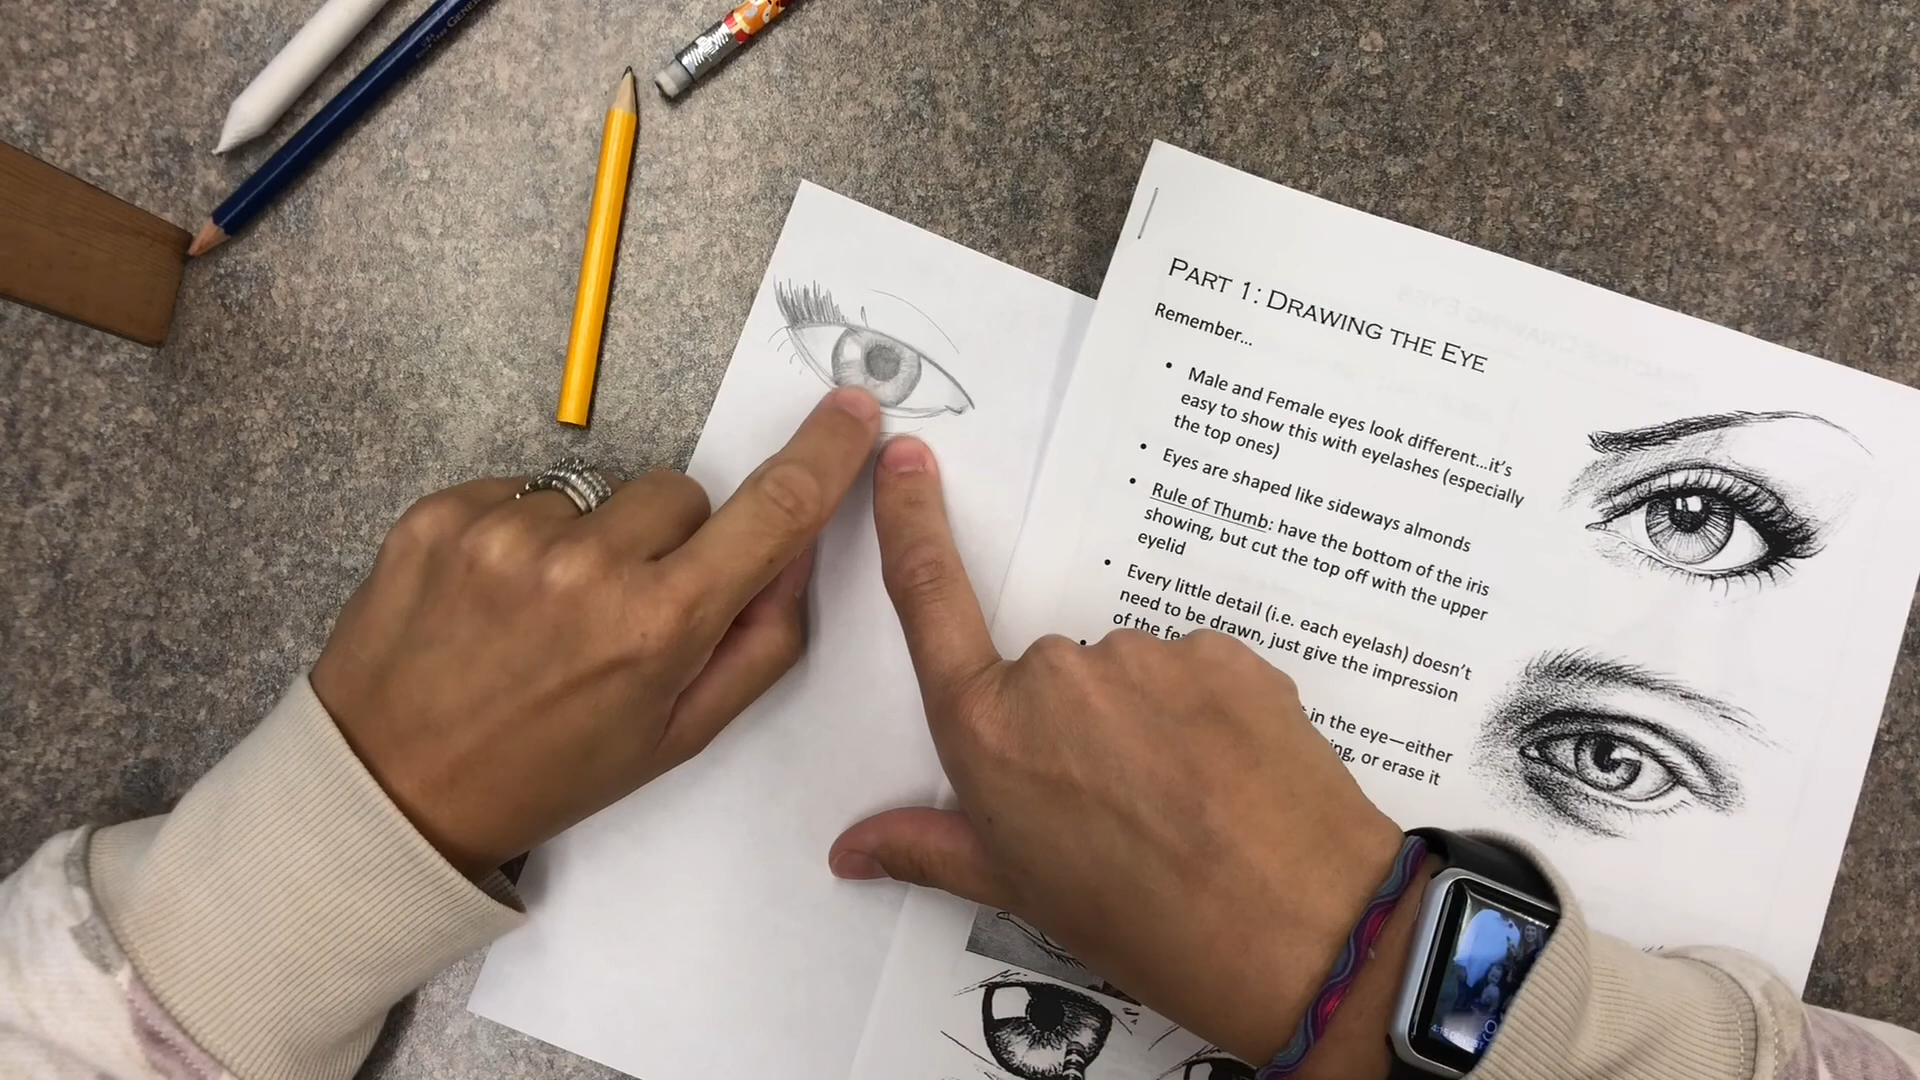 GENERAL
PART 1: DRAWING THE EYE
Remember...
• Male and Female eyes look different...it's
easy to show this with eyelashes (especially
the top ones)
• Eyes are shaped like sideways almonds
• Rule of Thumb: have the bottom of the iris
showing, but cut the top off with the upper
eyelid
• Every little detail (i.e. each eyelash) doesn't
need to be drawn, just give the impression
of the
in the eye—either
or erase it